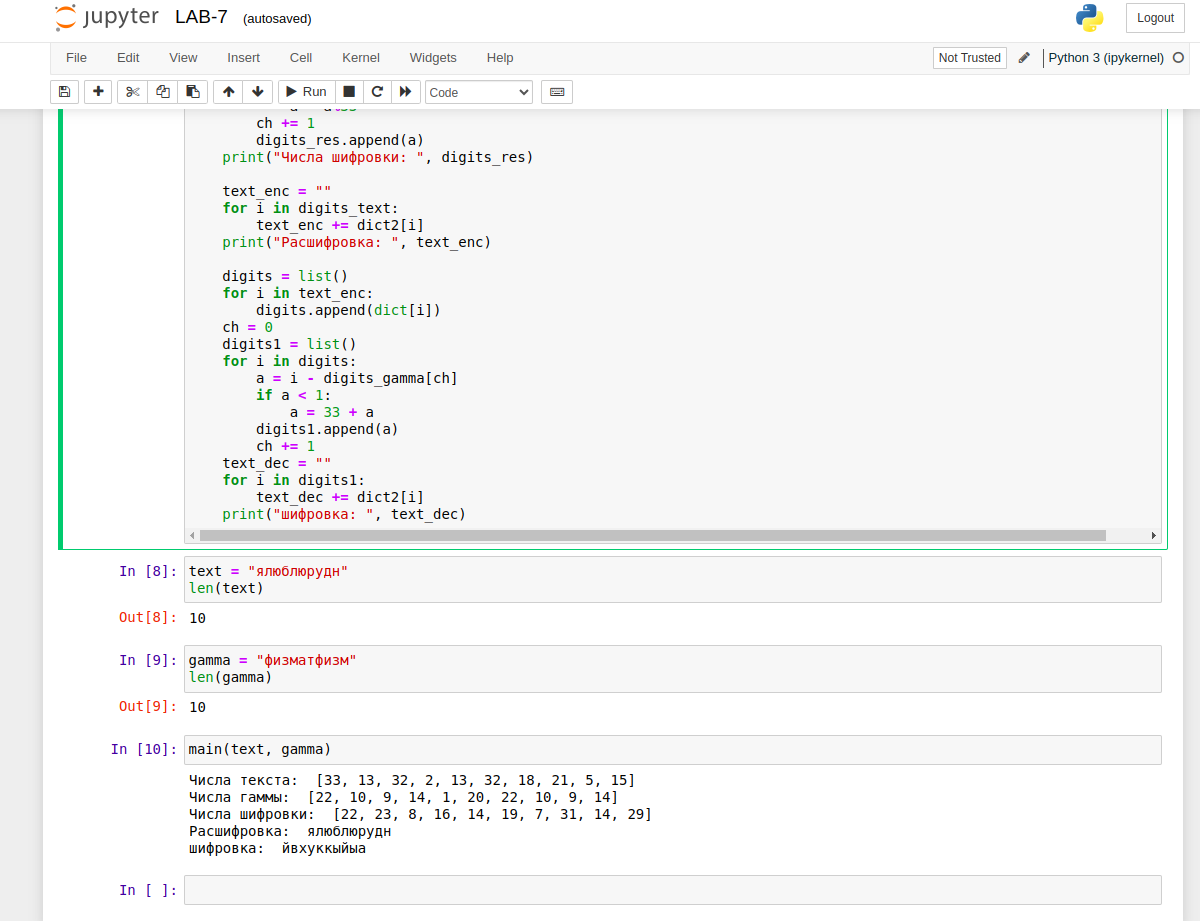 jupyter LAB-7 (autosaved) Logout
File Edit View Insert Cell Kernel Widgets Help Not Trusted Python 3 (ipykernel)
Run Code
ch += 1
digits_res.append(a)
print("Числа шифровки: ", digits_res)
text_enc = ""
for i in digits_text:
text_enc += dict2[i]
print("Расшифровка: ", text_enc)
digits = list()
for i in text_enc:
digits.append(dict[i])
ch = 0
digits1 = list()
for i in digits:
a = i - digits_gamma[ch]
if a < 1:
a = 33 + a
digits1.append(a)
ch += 1
text_dec = ""
for i in digits1:
text_dec += dict2[i]
print("шифровка: ", text_dec)
In [8]: text = "ялюблюрудн"
len(text)
Out[8]: 10
In [9]: gamma = "физматфизм"
len(gamma)
Out[9]: 10
In [10]: main(text, gamma)
Числа текста:  [33, 13, 32, 2, 13, 32, 18, 21, 5, 15]
Числа гаммы:  [22, 10, 9, 14, 1, 20, 22, 10, 9, 14]
Числа шифровки:  [22, 23, 8, 16, 14, 19, 7, 31, 14, 29]
Расшифровка:  ялюблюрудн
шифровка:  йвхуккыйыа
In [ ]: